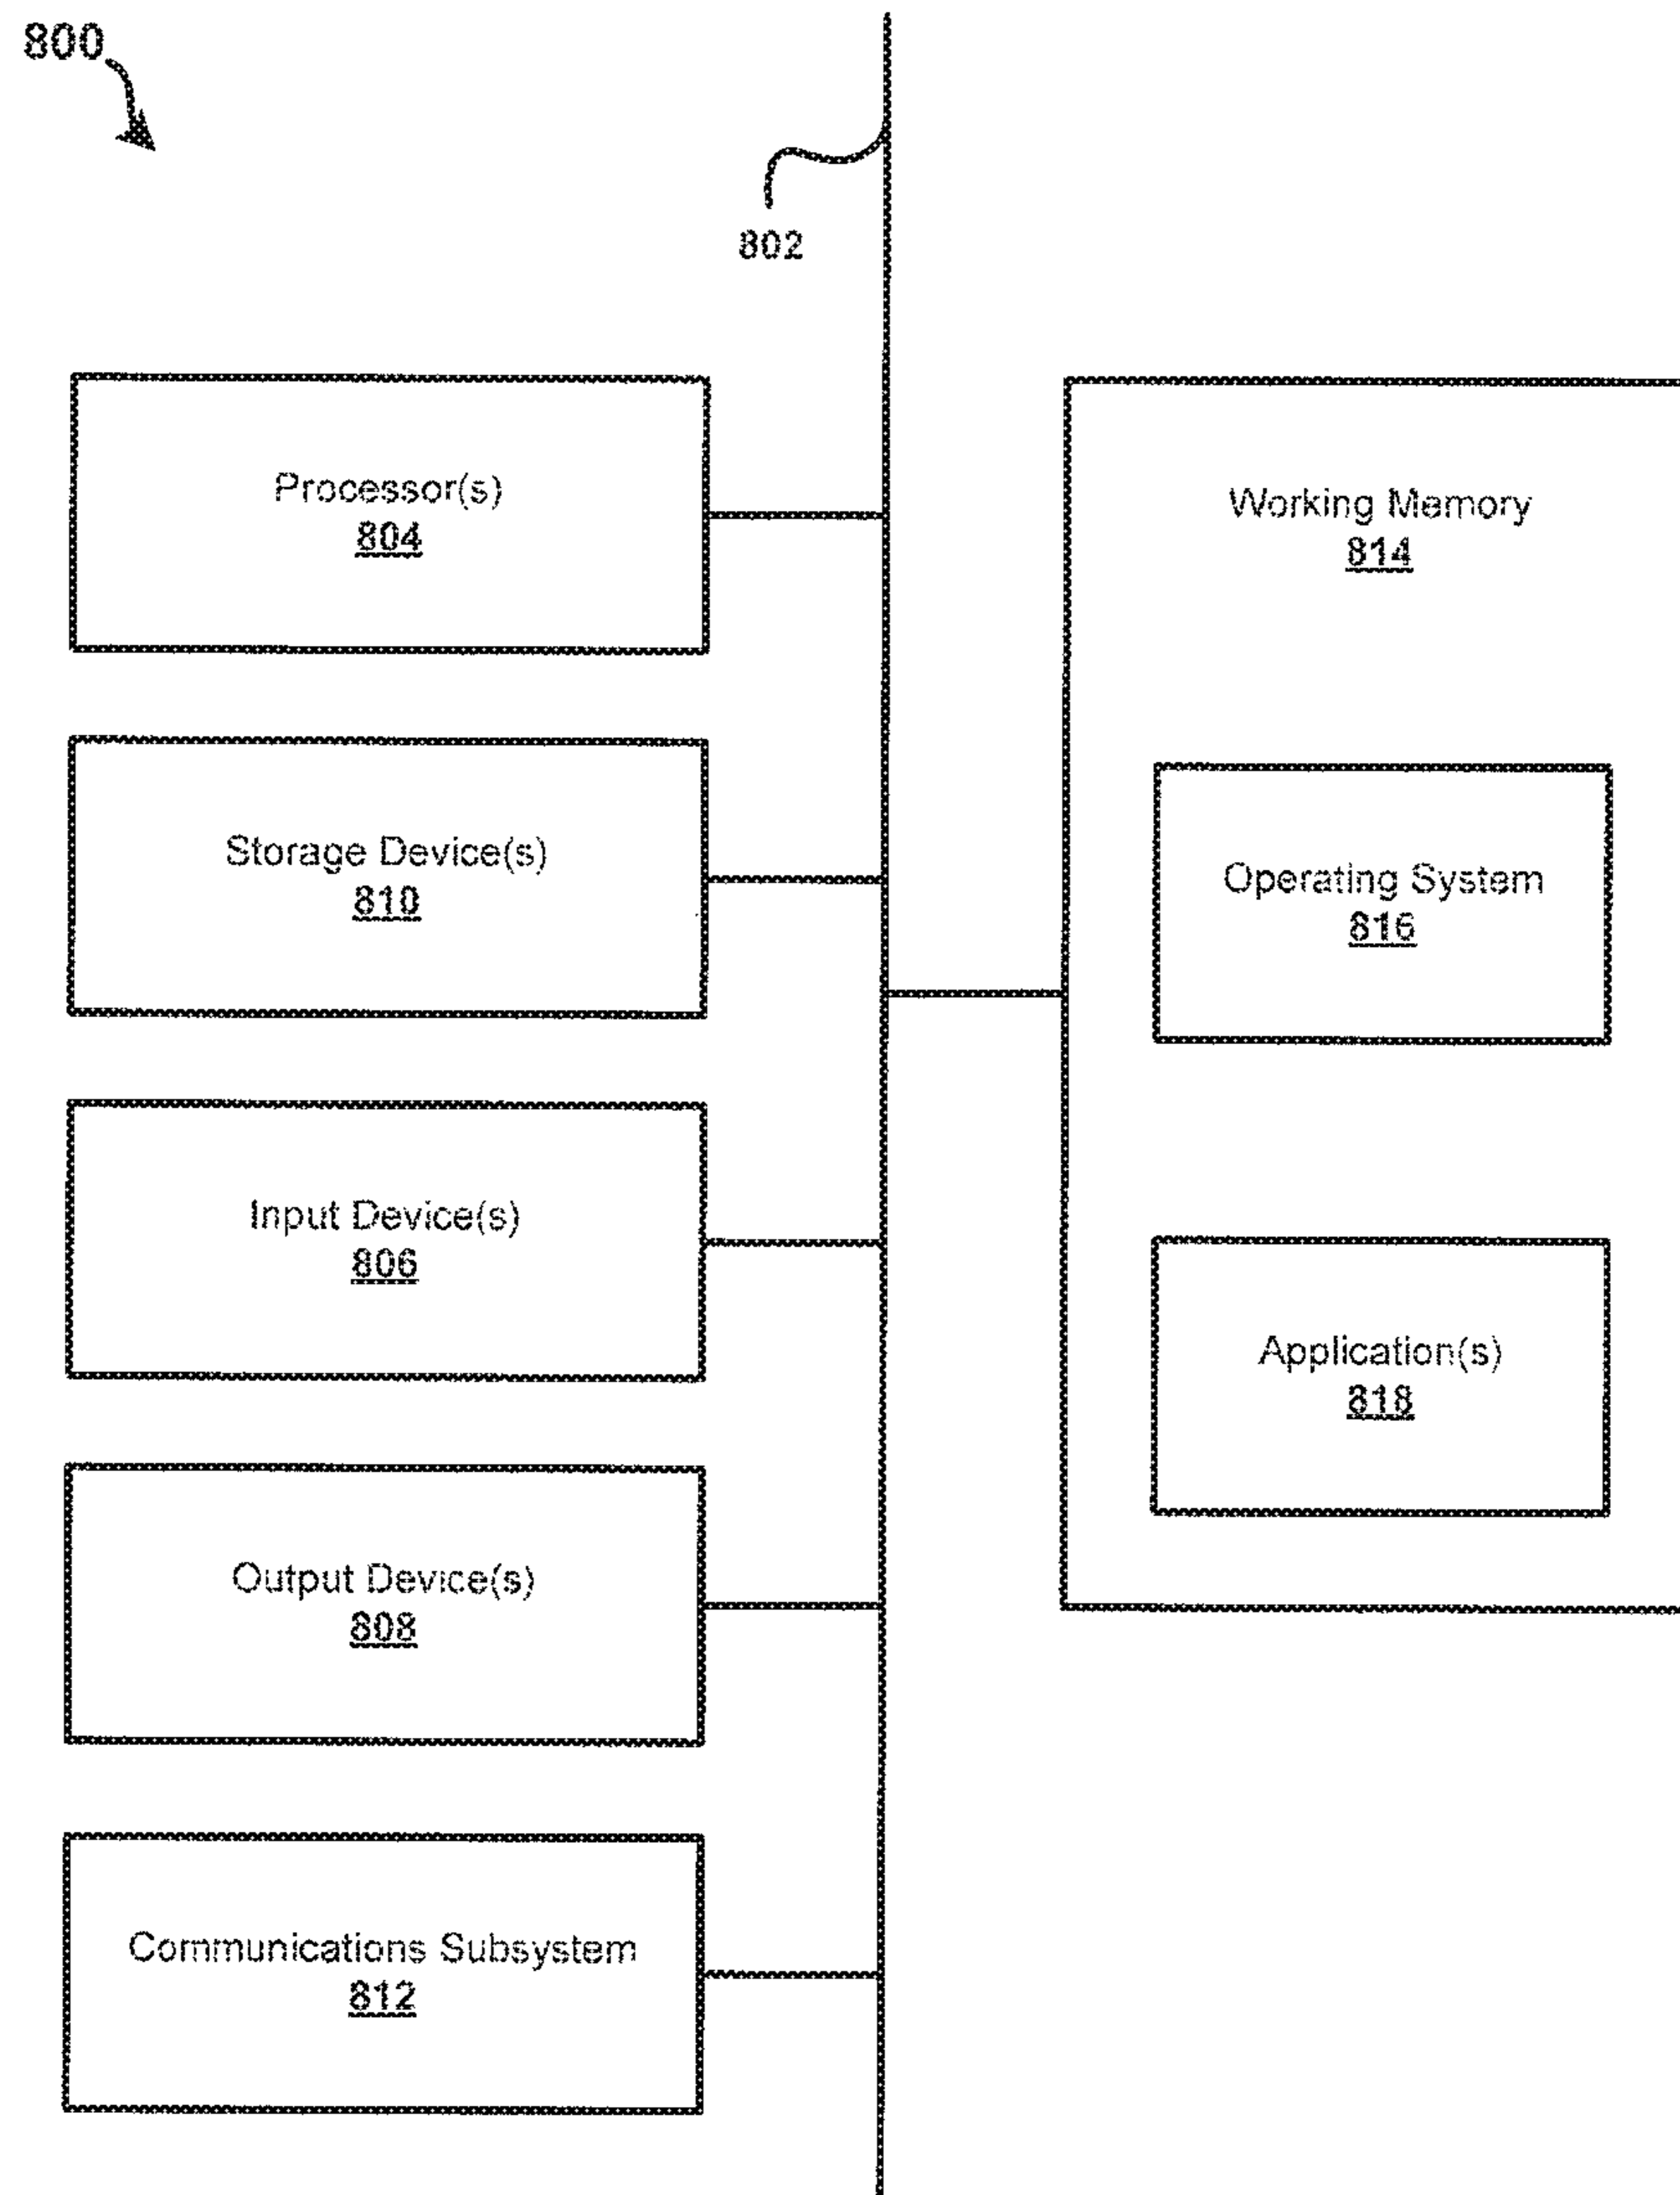 800
802
Processor(s)
804
Storage Device(s)
810
Input Device(s)
806
Output Device(s)
808
Communications Subsystem
812
Working Memory
814
Operating System
816
Application(s)
818